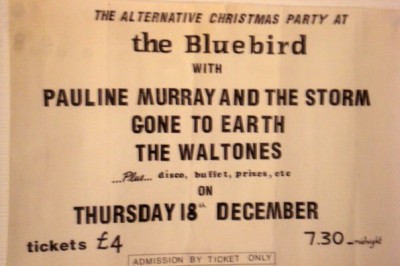 THE ALTERNATIVE CHRISTMAS PARTY AT
the Bluebird
WITH
PAULINE MURRAY AND THE STORM
GONE TO EARTH
THE WALTONES
....Plus.... disco, buffet, prizes, etc
ON
THURSDAY 18th DECEMBER
tickets £4
7.30 - midnight
ADMISSION BY TICKET ONLY